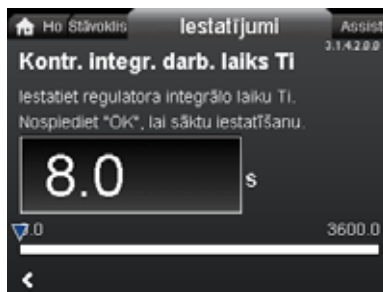 Ho Stāvoklis Iestatījumi Assist
3.1.4.2.0.0
Kontr. integr. darb. laiks Ti
Iestatiet regulatora integrālo laiku Ti.
Nospiediet "OK", lai sāktu iestatīšanu.
8.0 s
.0 3600.0